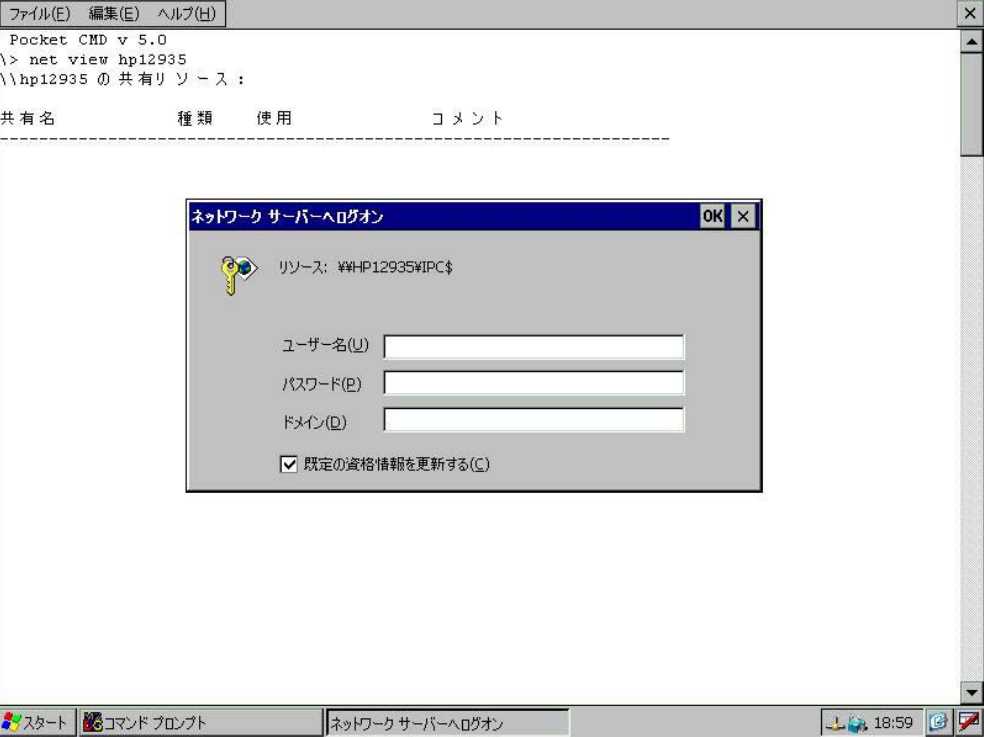 ファイル(F) 編集(E) ヘルプ(H)
Pocket CMD v 5.0
\> net view hp12935
\\hp12935 の共有リソース:
共有名 種類 使用 コメント
--------------------------------------------------------------------
ネットワーク サーバーへログオン OK
リソース: ¥¥HP12935¥IPC$
ユーザー名(U)
パスワード(P)
ドメイン(D)
既定の資格情報を更新する(C)
スタート コマンド プロンプト ネットワーク サーバーへログオン 18:59